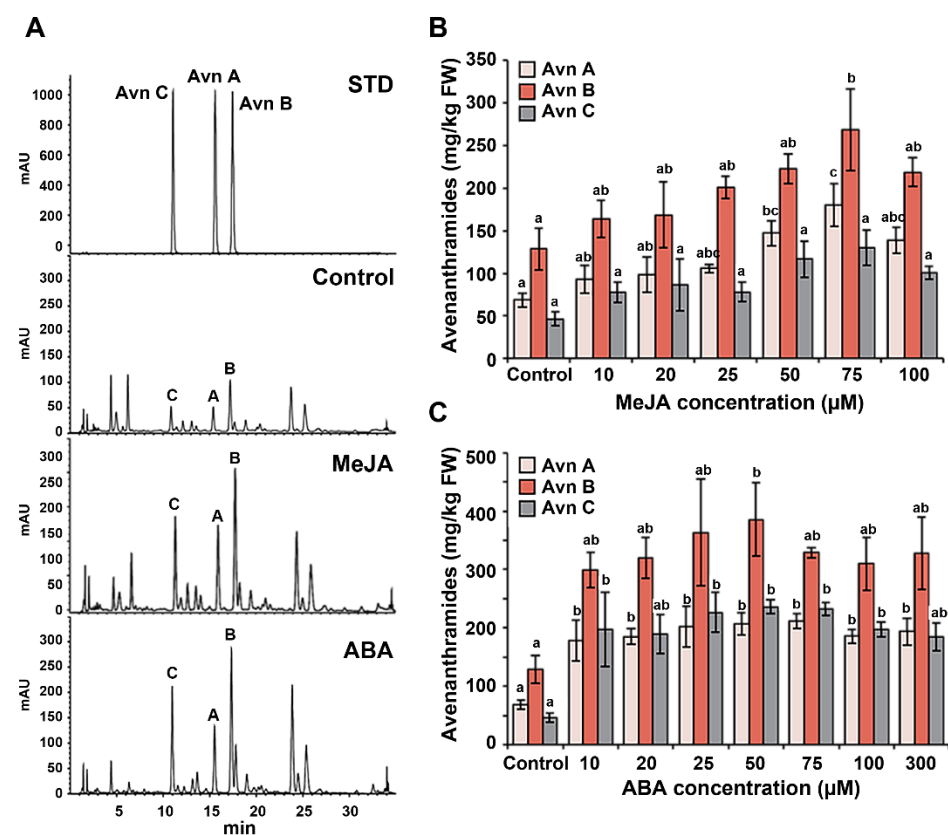 A
STD
Avn C
Avn A
Avn B
1000
800
600
400
200
0
mAU
Control
300
250
200
150
100
50
0
mAU
C
A
B
MeJA
300
250
200
150
100
50
0
mAU
C
A
B
ABA
300
250
200
150
100
50
0
mAU
C
A
B
5 10 15 20 25 30
min
B
Avenanthramides (mg/kg FW)
350
300
250
200
150
100
50
0
Avn A
Avn B
Avn C
a a a
ab ab a
ab ab a
abc ab a
bc ab a
c b a
abc ab a
Control 10 20 25 50 75 100
MeJA concentration (µM)
C
Avenanthramides (mg/kg FW)
500
400
300
200
100
0
Avn A
Avn B
Avn C
a a a
b ab b
b ab ab
b ab b
b b b
b ab b
b ab b
b ab ab
Control 10 20 25 50 75 100 300
ABA concentration (µM)